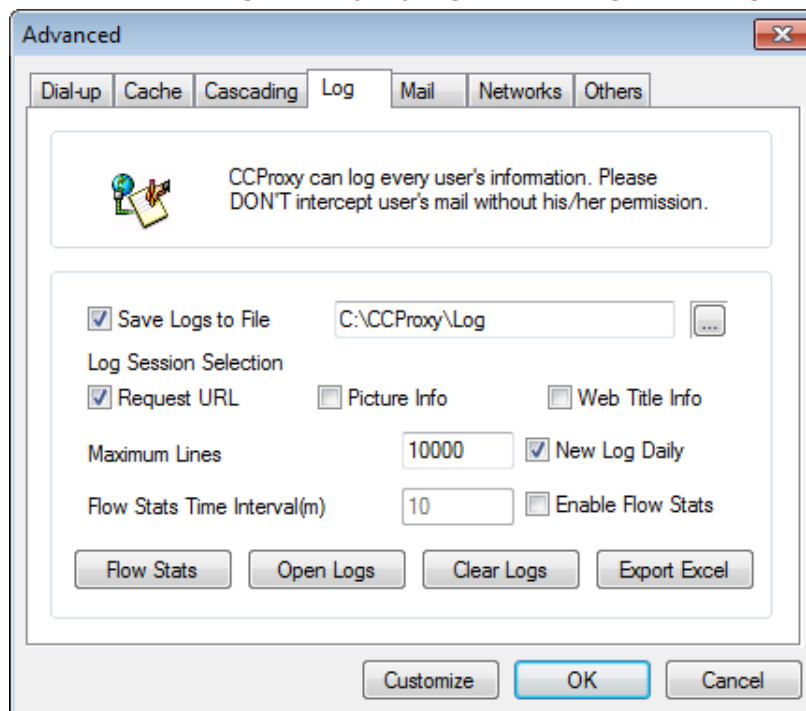 Advanced
Dial-up Cache Cascading Log Mail Networks Others
CCProxy can log every user's information. Please
DON'T intercept user's mail without his/her permission.
Save Logs to File C:\CCProxy\Log ...
Log Session Selection
Request URL Picture Info Web Title Info
Maximum Lines 10000 New Log Daily
Flow Stats Time Interval(m) 10 Enable Flow Stats
Flow Stats Open Logs Clear Logs Export Excel
Customize OK Cancel